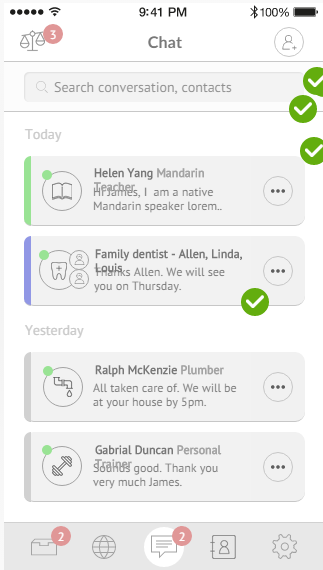 9:41 PM
100%
3
Chat
Search conversation, contacts
Today
Helen Yang Mandarin
Teacher
Hi James, I am a native
Mandarin speaker lorem..
Family dentist - Allen, Linda,
Louis
Thanks Allen. We will see
you on Thursday.
Yesterday
Ralph McKenzie Plumber
All taken care of. We will be
at your house by 5pm.
Gabrial Duncan Personal
Trainer
Sounds good. Thank you
very much James.
2
2